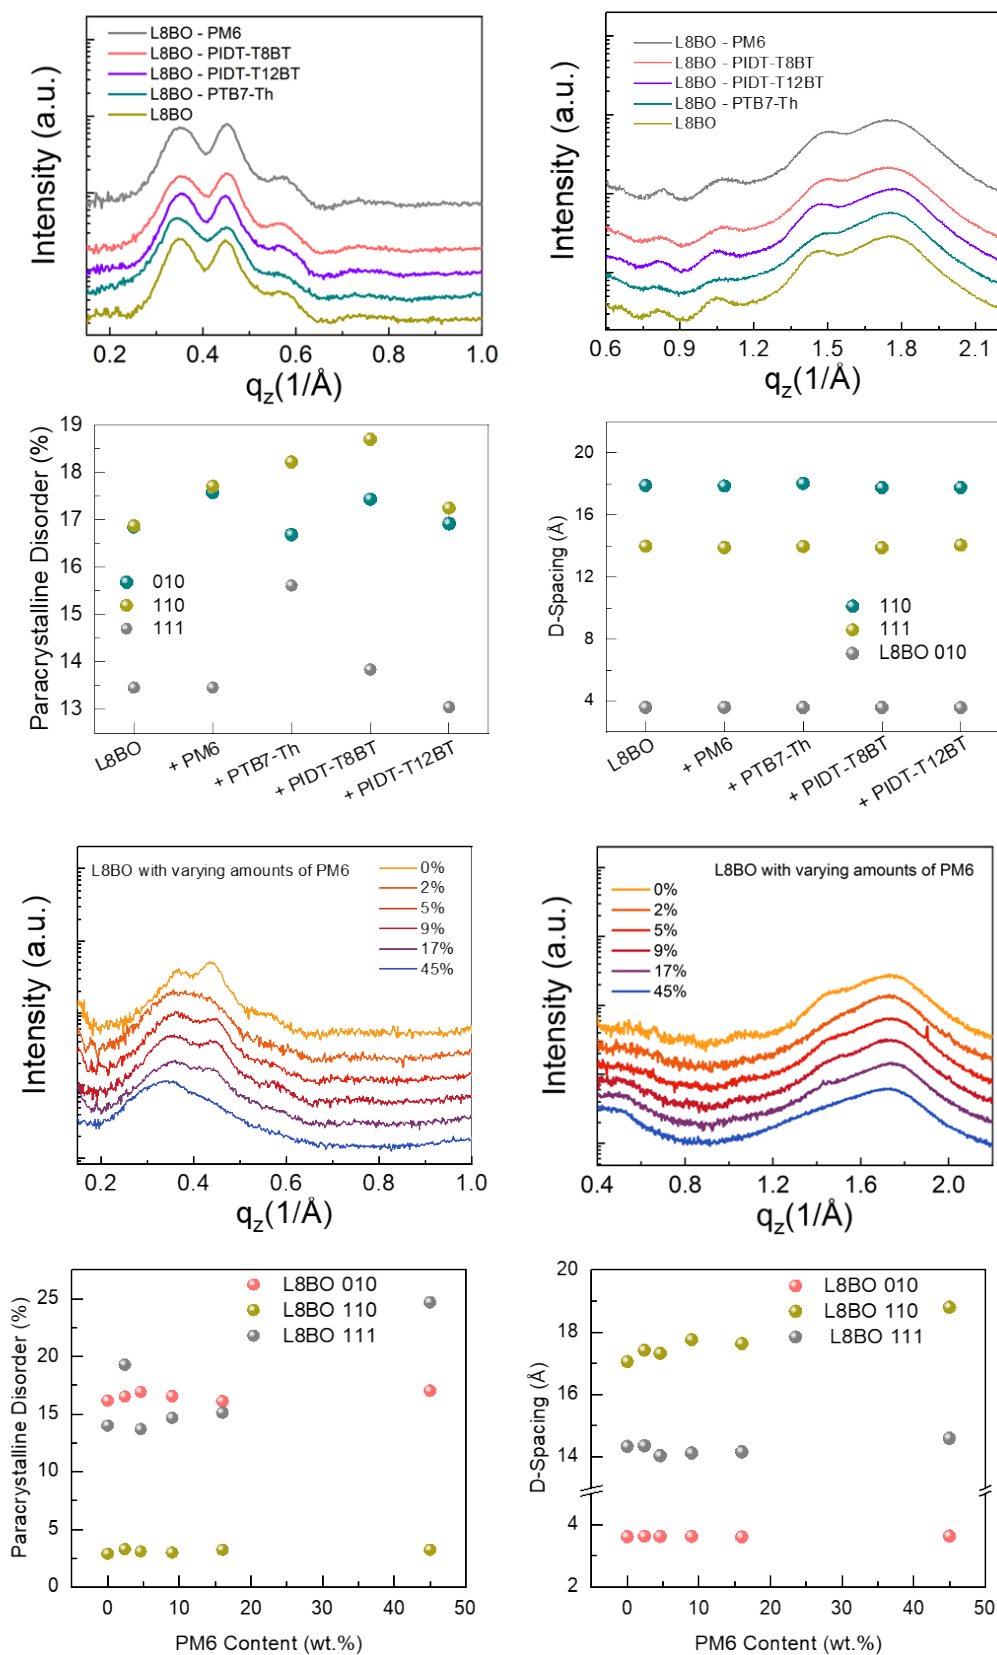 Intensity (a.u.)
L8BO - PM6
L8BO - PIDT-T8BT
L8BO - PIDT-T12BT
L8BO - PTB7-Th
L8BO
0.2 0.4 0.6 0.8 1.0
qz(1/Å)
Intensity (a.u.)
L8BO - PM6
L8BO - PIDT-T8BT
L8BO - PIDT-T12BT
L8BO - PTB7-Th
L8BO
0.6 0.9 1.2 1.5 1.8 2.1
qz(1/Å)
Paracrystalline Disorder (%)
19
18
17
16
15
14
13
010
110
111
L8BO
+ PM6
+ PTB7-Th
+ PIDT-T8BT
+ PIDT-T12BT
D-Spacing (Å)
20
16
12
8
4
110
111
L8BO 010
L8BO
+ PM6
+ PTB7-Th
+ PIDT-T8BT
+ PIDT-T12BT
Intensity (a.u.)
L8BO with varying amounts of PM6
0%
2%
5%
9%
17%
45%
0.2 0.4 0.6 0.8 1.0
qz(1/Å)
Intensity (a.u.)
L8BO with varying amounts of PM6
0%
2%
5%
9%
17%
45%
0.4 0.8 1.2 1.6 2.0
qz(1/Å)
Paracrystalline Disorder (%)
25
20
15
10
5
0
L8BO 010
L8BO 110
L8BO 111
0 10 20 30 40 50
PM6 Content (wt.%)
D-Spacing (Å)
20
18
16
14
4
2
L8BO 010
L8BO 110
L8BO 111
0 10 20 30 40 50
PM6 Content (wt.%)